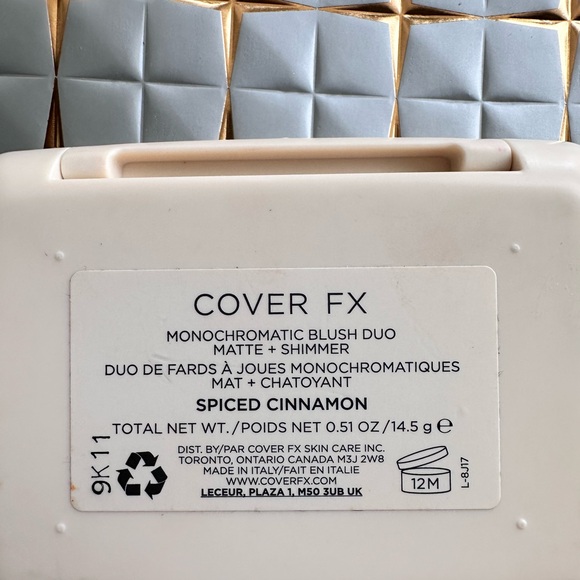 COVER FX
MONOCHROMATIC BLUSH DUO
MATTE + SHIMMER
DUO DE FARDS À JOUES MONOCHROMATIQUES
MAT + CHATOYANT
SPICED CINNAMON
TOTAL NET WT. /POIDS NET 0.51 OZ /14.5 g ℮
DIST. BY/PAR COVER FX SKIN CARE INC.
TORONTO, ONTARIO CANADA M3J 2W8
MADE IN ITALY/FAIT EN ITALIE
WWW.COVERFX.COM
LECEUR, PLAZA 1, M50 3UB UK
9K11
12M
L-8J17